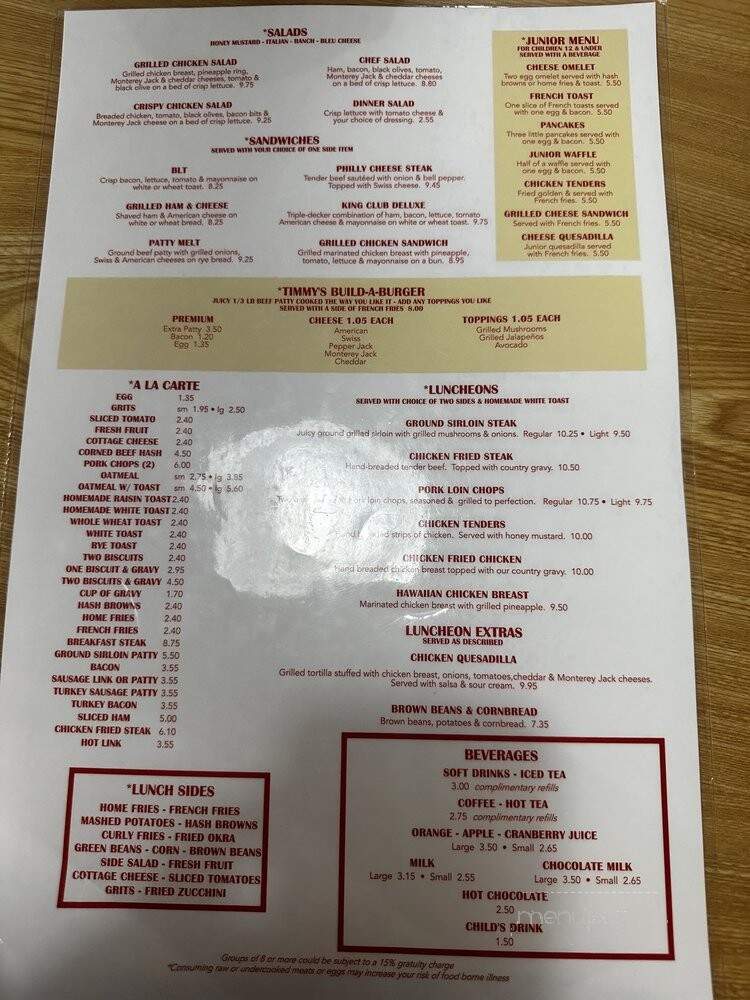 *SALADS
HONEY MUSTARD - ITALIAN - RANCH - BLEU CHEESE
GRILLED CHICKEN SALAD
Grilled chicken breast, pineapple ring,
Monterey Jack & cheddar cheeses, tomato &
black olive on a bed of crisp lettuce. 9.75
CHEF SALAD
Ham, bacon, black olives, tomato,
Monterey Jack & cheddar cheeses
on a bed of crisp lettuce. 8.80
CRISPY CHICKEN SALAD
Breaded chicken, tomato, black olives, bacon bits &
Monterey Jack cheese on a bed of crisp lettuce. 9.25
DINNER SALAD
Crisp lettuce with tomato cheese &
your choice of dressing. 2.55
*SANDWICHES
SERVED WITH YOUR CHOICE OF ONE SIDE ITEM
BLT
Crisp bacon, lettuce, tomato & mayonnaise on
white or wheat toast. 8.25
PHILLY CHEESE STEAK
Tender beef sautéed with onion & bell pepper.
Topped with Swiss cheese. 9.45
GRILLED HAM & CHEESE
Shaved ham & American cheese on
white or wheat bread. 8.25
KING CLUB DELUXE
Triple-decker combination of ham, bacon, lettuce, tomato
American cheese & mayonnaise on white or wheat toast. 9.75
PATTY MELT
Ground beef patty with grilled onions,
Swiss & American cheeses on rye bread. 9.25
GRILLED CHICKEN SANDWICH
Grilled marinated chicken breast with pineapple,
tomato, lettuce & mayonnaise on a bun. 8.95
*JUNIOR MENU
FOR CHILDREN 12 & UNDER
SERVED WITH A BEVERAGE
CHEESE OMELET
Two egg omelet served with hash
browns or home fries & toast. 5.50
FRENCH TOAST
One slice of French toasts served
with one egg & bacon. 5.50
PANCAKES
Three little pancakes served with
one egg & bacon. 5.50
JUNIOR WAFFLE
Half of a waffle served with
one egg & bacon. 5.50
CHICKEN TENDERS
Fried golden & served with
French fries. 5.50
GRILLED CHEESE SANDWICH
Served with French fries. 5.50
CHEESE QUESADILLA
Junior quesadilla served
with French fries. 5.50
*TIMMY'S BUILD-A-BURGER
JUICY 1/3 LB BEEF PATTY COOKED THE WAY YOU LIKE IT - ADD ANY TOPPINGS YOU LIKE
SERVED WITH A SIDE OF FRENCH FRIES 8.00
PREMIUM
Extra Patty 3.50
Bacon 1.20
Egg 1.35
CHEESE 1.05 EACH
American
Swiss
Pepper Jack
Monterey Jack
Cheddar
TOPPINGS 1.05 EACH
Grilled Mushrooms
Grilled Jalapeños
Avocado
*A LA CARTE
EGG 1.35
GRITS sm 1.95 • lg 2.50
SLICED TOMATO 2.40
FRESH FRUIT 2.40
COTTAGE CHEESE 2.40
CORNED BEEF HASH 4.50
PORK CHOPS (2) 6.00
OATMEAL sm 2.75 • lg 3.85
OATMEAL W/ TOAST sm 4.50 • lg 5.60
HOMEMADE RAISIN TOAST 2.40
HOMEMADE WHITE TOAST 2.40
WHOLE WHEAT TOAST 2.40
WHITE TOAST 2.40
RYE TOAST 2.40
TWO BISCUITS 2.40
ONE BISCUIT & GRAVY 2.95
TWO BISCUITS & GRAVY 4.50
CUP OF GRAVY 1.70
HASH BROWNS 2.40
HOME FRIES 2.40
FRENCH FRIES 2.40
BREAKFAST STEAK 8.75
GROUND SIRLOIN PATTY 5.50
BACON 3.55
SAUSAGE LINK OR PATTY 3.55
TURKEY SAUSAGE PATTY 3.55
TURKEY BACON 3.55
SLICED HAM 5.00
CHICKEN FRIED STEAK 6.10
HOT LINK 3.55
*LUNCHEONS
SERVED WITH CHOICE OF TWO SIDES & HOMEMADE WHITE TOAST
GROUND SIRLOIN STEAK
Juicy ground grilled sirloin with grilled mushrooms & onions. Regular 10.25 • Light 9.50
CHICKEN FRIED STEAK
Hand-breaded tender beef. Topped with country gravy. 10.50
PORK LOIN CHOPS
pork loin chops, seasoned & grilled to perfection. Regular 10.75 • Light 9.75
CHICKEN TENDERS
strips of chicken. Served with honey mustard. 10.00
CHICKEN FRIED CHICKEN
Hand breaded chicken breast topped with our country gravy. 10.00
HAWAIIAN CHICKEN BREAST
Marinated chicken breast with grilled pineapple. 9.50
LUNCHEON EXTRAS
SERVED AS DESCRIBED
CHICKEN QUESADILLA
Grilled tortilla stuffed with chicken breast, onions, tomatoes,cheddar & Monterey Jack cheeses.
Served with salsa & sour cream. 9.95
BROWN BEANS & CORNBREAD
Brown beans, potatoes & cornbread. 7.35
*LUNCH SIDES
HOME FRIES - FRENCH FRIES
MASHED POTATOES - HASH BROWNS
CURLY FRIES - FRIED OKRA
GREEN BEANS - CORN - BROWN BEANS
SIDE SALAD - FRESH FRUIT
COTTAGE CHEESE - SLICED TOMATOES
GRITS - FRIED ZUCCHINI
BEVERAGES
SOFT DRINKS - ICED TEA
3.00 complimentary refills
COFFEE - HOT TEA
2.75 complimentary refills
ORANGE - APPLE - CRANBERRY JUICE
Large 3.50 • Small 2.65
MILK
Large 3.15 • Small 2.55
CHOCOLATE MILK
Large 3.50 • Small 2.65
HOT CHOCOLATE
2.50
CHILD'S DRINK
1.50
Groups of 8 or more could be subject to a 15% gratuity charge
*Consuming raw or undercooked meats or eggs may increase your risk of food borne illness